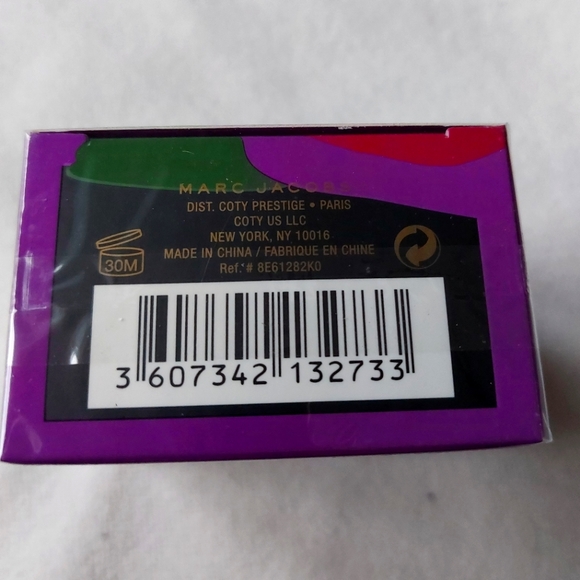 MARC JACOBS
DIST. COTY PRESTIGE • PARIS
COTY US LLC
NEW YORK, NY 10016
MADE IN CHINA / FABRIQUE EN CHINE
Ref. # 8E61282K0
30M
3 607342 132733